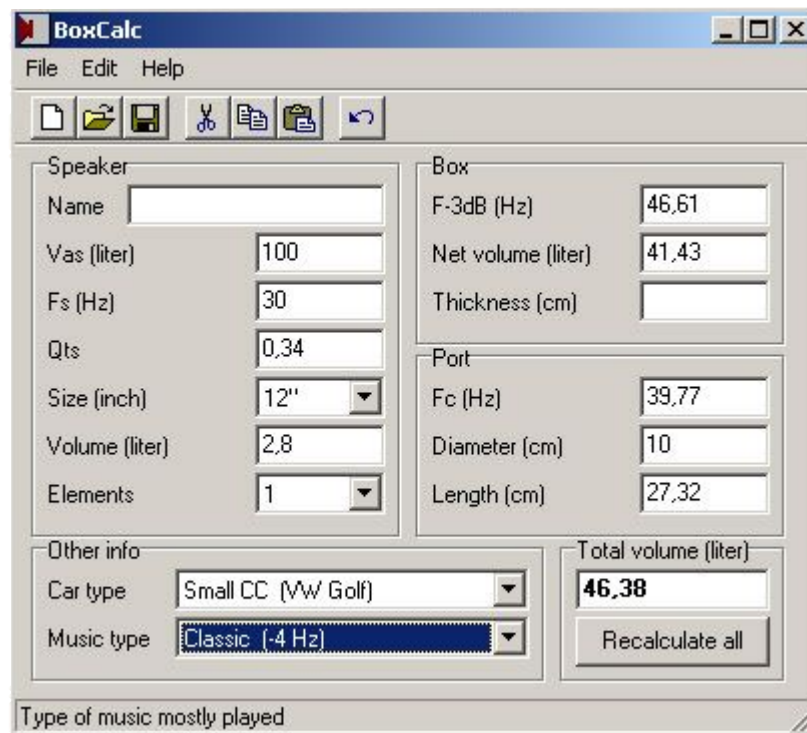 BoxCalc
File Edit Help
Speaker
Name
Vas (liter) 100
Fs (Hz) 30
Qts 0,34
Size (inch) 12"
Volume (liter) 2,8
Elements 1
Box
F-3dB (Hz) 46,61
Net volume (liter) 41,43
Thickness (cm)
Port
Fc (Hz) 39,77
Diameter (cm) 10
Length (cm) 27,32
Other info
Car type Small CC (VW Golf)
Music type Classic (-4 Hz)
Total volume (liter)
46,38
Recalculate all
Type of music mostly played